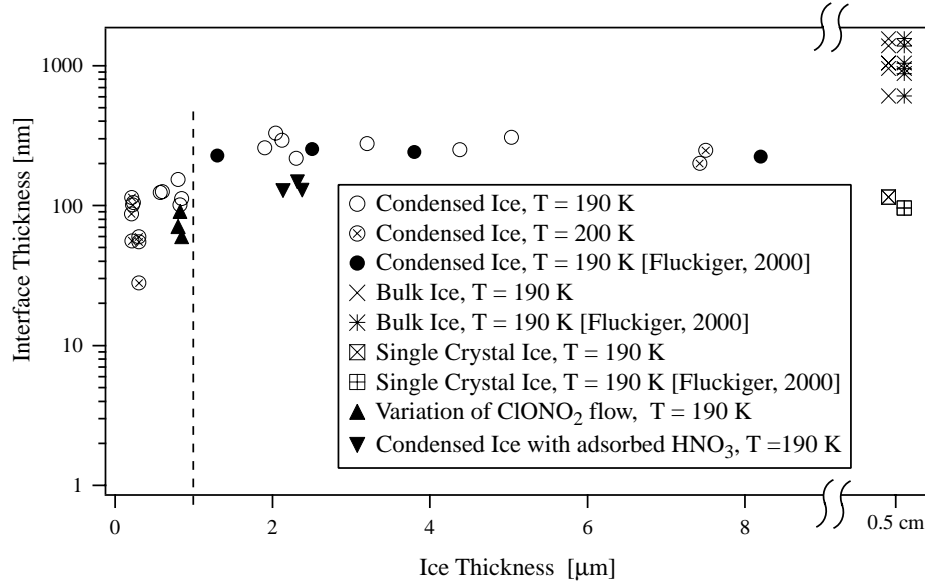 1000
100
10
1
Interface Thickness [nm]
Condensed Ice, T = 190 K
Condensed Ice, T = 200 K
Condensed Ice, T = 190 K [Fluckiger, 2000]
Bulk Ice, T = 190 K
Bulk Ice, T = 190 K [Fluckiger, 2000]
Single Crystal Ice, T = 190 K
Single Crystal Ice, T = 190 K [Fluckiger, 2000]
Variation of ClONO₂ flow, T = 190 K
Condensed Ice with adsorbed HNO₃, T =190 K
0 2 4 6 8 0.5 cm
Ice Thickness [μm]